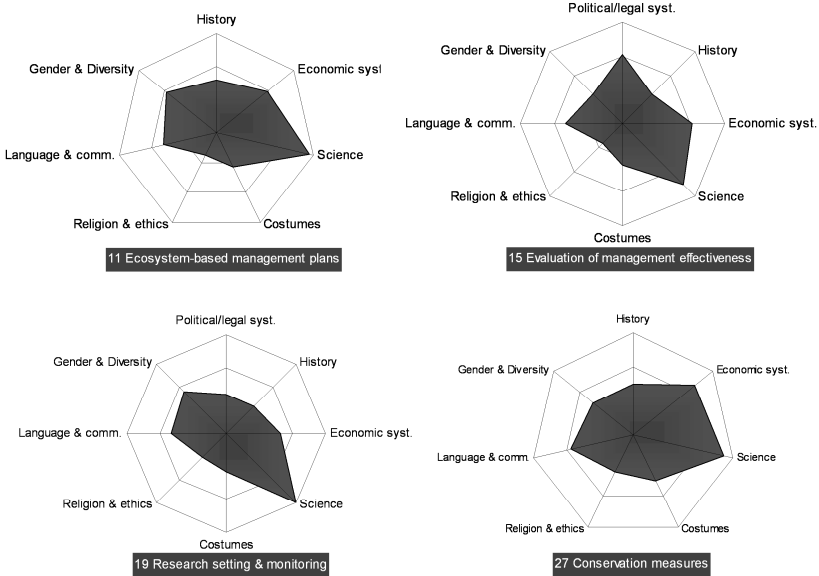 History
Gender & Diversity
Economic syst
Language & comm.
Science
Religion & ethics
Costumes
11 Ecosystem-based management plans
Political/legal syst.
Gender & Diversity
History
Language & comm.
Economic syst.
Religion & ethics
Science
Costumes
15 Evaluation of management effectiveness
Political/legal syst.
Gender & Diversity
History
Language & comm.
Economic syst.
Religion & ethics
Science
Costumes
19 Research setting & monitoring
History
Gender & Diversity
Economic syst.
Language & comm.
Science
Religion & ethics
Costumes
27 Conservation measures